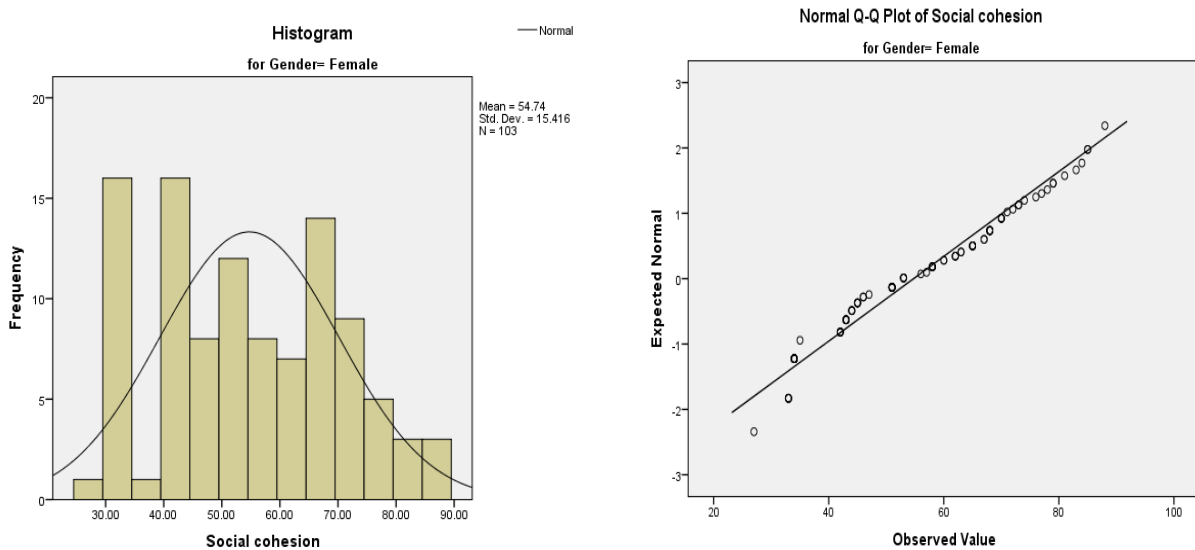 Histogram
Normal
for Gender= Female
Mean = 54.74
Std. Dev. = 15.416
N = 103
Frequency
20
15
10
5
0
30.00 40.00 50.00 60.00 70.00 80.00 90.00
Social cohesion
Normal Q-Q Plot of Social cohesion
for Gender= Female
Expected Normal
3
2
1
0
-1
-2
-3
20 40 60 80 100
Observed Value